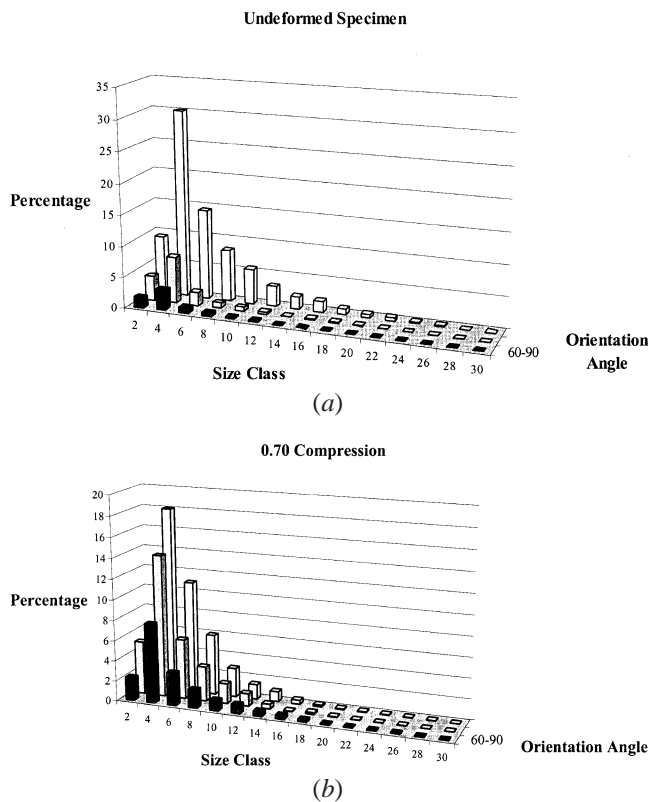 Undeformed Specimen
35
30
25
20
15
10
5
0
Percentage
2 4 6 8 10 12 14 16 18 20 22 24 26 28 30
60-90
Size Class
Orientation
Angle
(a)
0.70 Compression
20
18
16
14
12
10
8
6
4
2
0
Percentage
2 4 6 8 10 12 14 16 18 20 22 24 26 28 30
60-90
Size Class
Orientation Angle
(b)